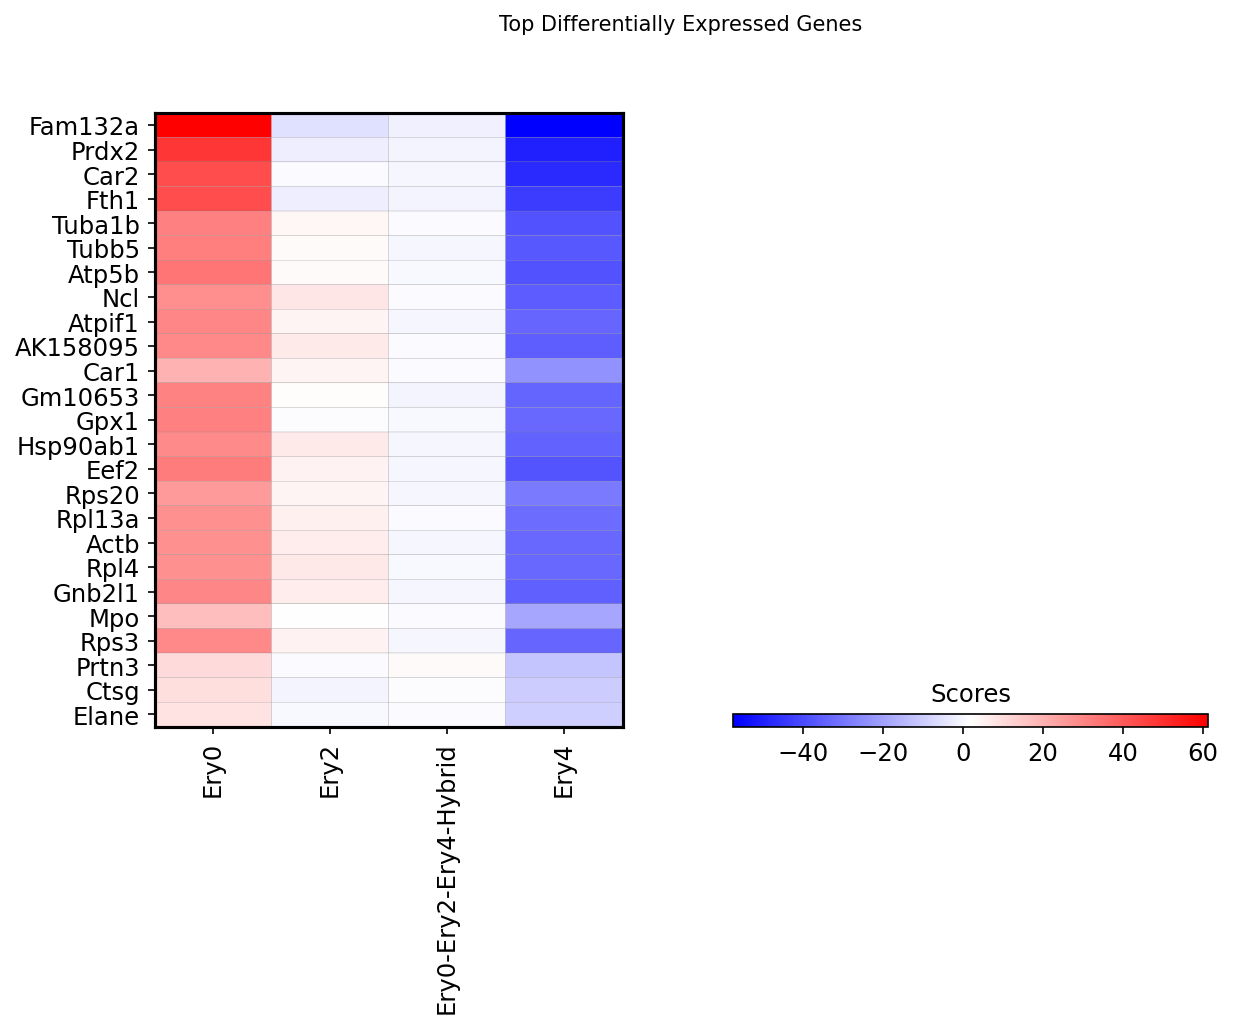 Top Differentially Expressed Genes
Fam132a
Prdx2
Car2
Fth1
Tuba1b
Tubb5
Atp5b
Ncl
Atpif1
AK158095
Car1
Gm10653
Gpx1
Hsp90ab1
Eef2
Rps20
Rpl13a
Actb
Rpl4
Gnb2l1
Mpo
Rps3
Prtn3
Ctsg
Elane
Ery0
Ery2
Ery0-Ery2-Ery4-Hybrid
Ery4
Scores
−40 −20 0 20 40 60